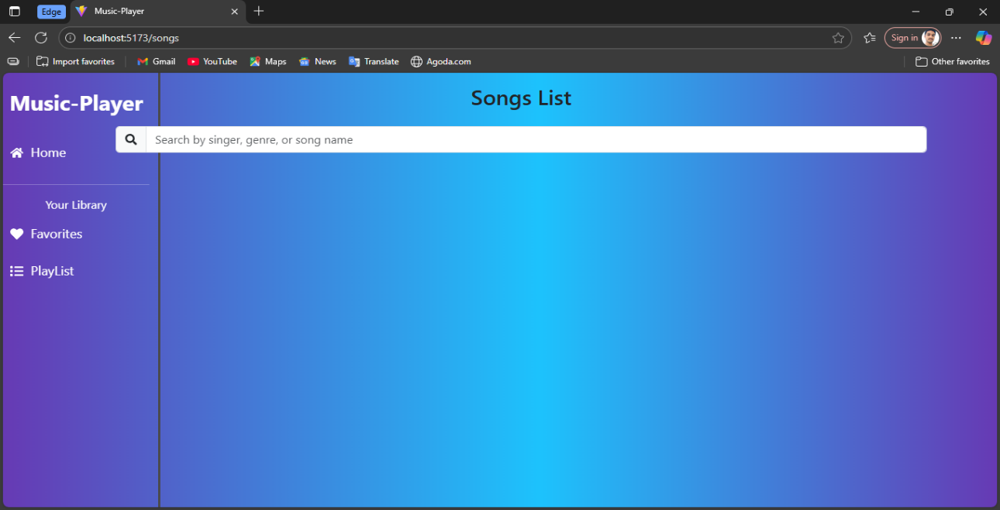 Edge
Music-Player
localhost:5173/songs
Sign in
Import favorites
Gmail
YouTube
Maps
News
Translate
Agoda.com
Other favorites
Music-Player
Songs List
Search by singer, genre, or song name
Home
Your Library
Favorites
PlayList